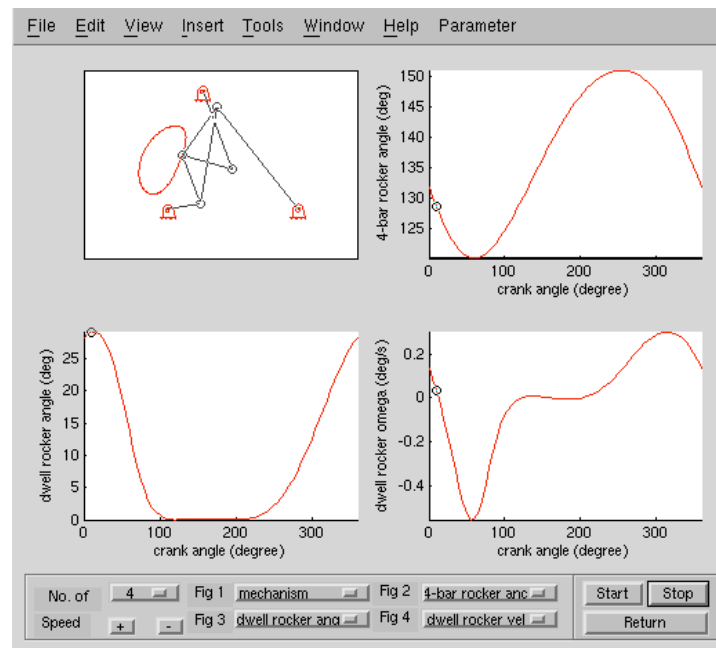 File Edit View Insert Tools Window Help Parameter
150
145
140
135
130
125
4-bar rocker angle (deg)
0 100 200 300
crank angle (degree)
25
20
15
10
5
0
dwell rocker angle (deg)
0 100 200 300
crank angle (degree)
0.2
0
-0.2
-0.4
dwell rocker omega (deg/s)
0 100 200 300
crank angle (degree)
No. of 4 Fig 1 mechanism Fig 2 4-bar rocker anc Start Stop
Speed + - Fig 3 dwell rocker ang Fig 4 dwell rocker vel Return